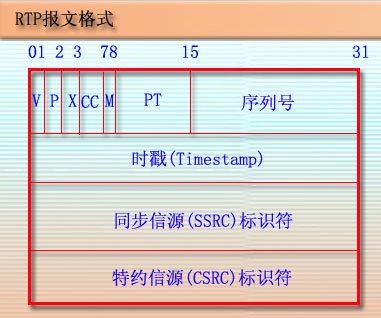 RTP报文格式
01 2 3 78 15 31
V P X CC M PT 序列号
时戳(Timestamp)
同步信源(SSRC)标识符
特约信源(CSRC)标识符